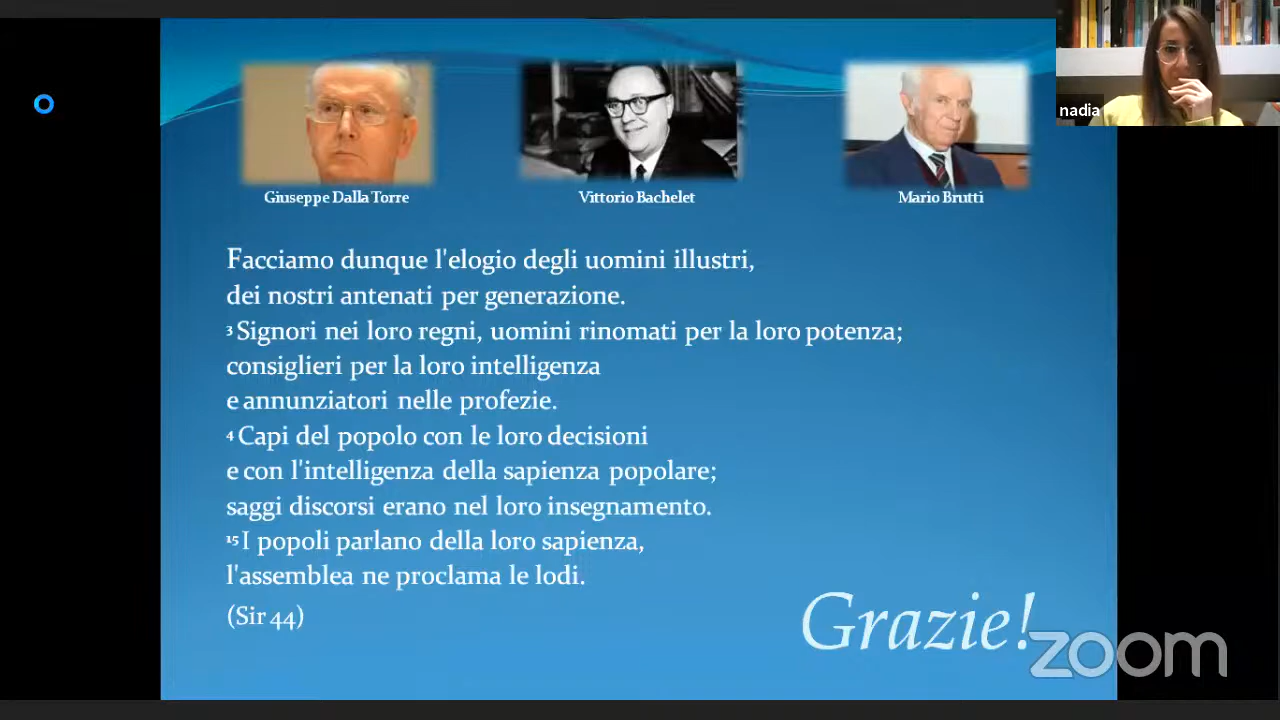 nadia
Giuseppe Dalla Torre
Vittorio Bachelet
Mario Brutti
Facciamo dunque l'elogio degli uomini illustri,
dei nostri antenati per generazione.
3 Signori nei loro regni, uomini rinomati per la loro potenza;
consiglieri per la loro intelligenza
e annunziatori nelle profezie.
4 Capi del popolo con le loro decisioni
e con l'intelligenza della sapienza popolare;
saggi discorsi erano nel loro insegnamento.
15 I popoli parlano della loro sapienza,
l'assemblea ne proclama le lodi.
(Sir 44)
Grazie!
zoom